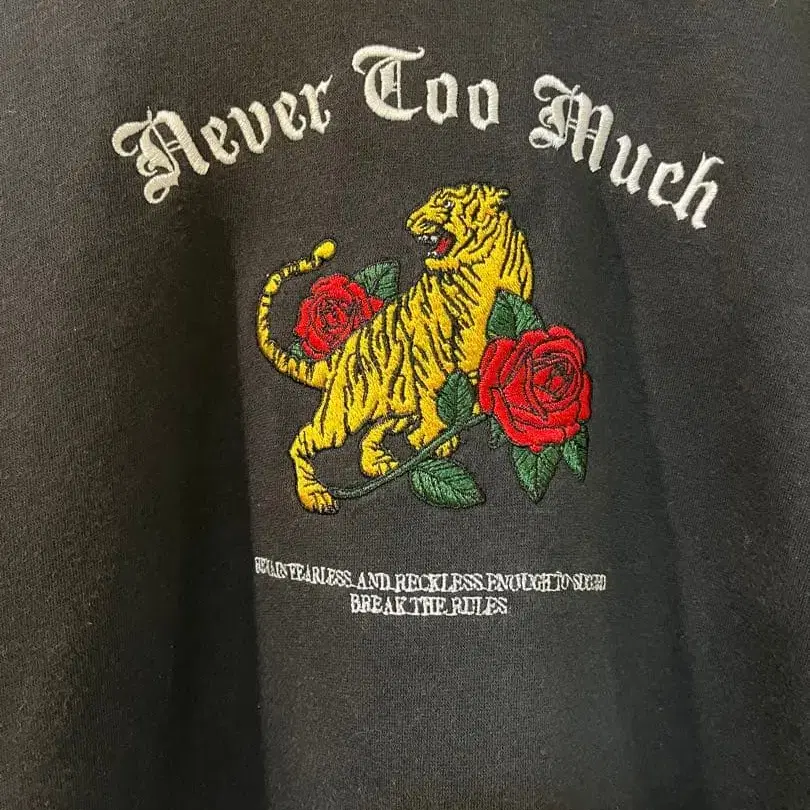 Never Too Much
FEARLESS AND RECKLESS ENOUGH TO
BREAK THE RULES